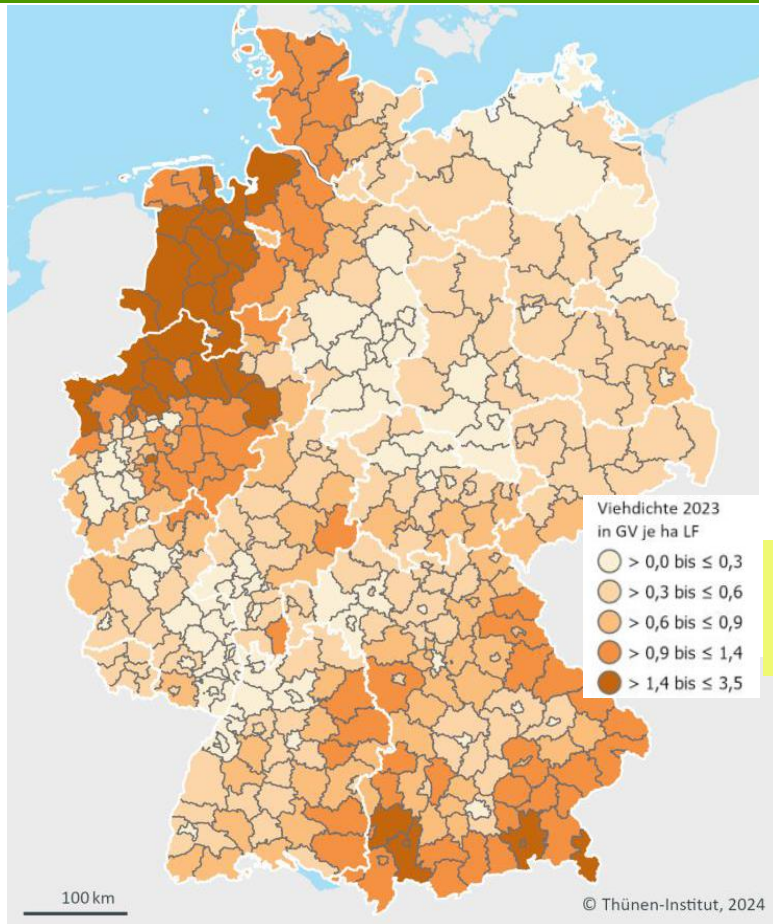 Viehdichte 2023
in GV je ha LF
> 0,0 bis ≤ 0,3
> 0,3 bis ≤ 0,6
> 0,6 bis ≤ 0,9
> 0,9 bis ≤ 1,4
> 1,4 bis ≤ 3,5
100 km
© Thünen-Institut, 2024